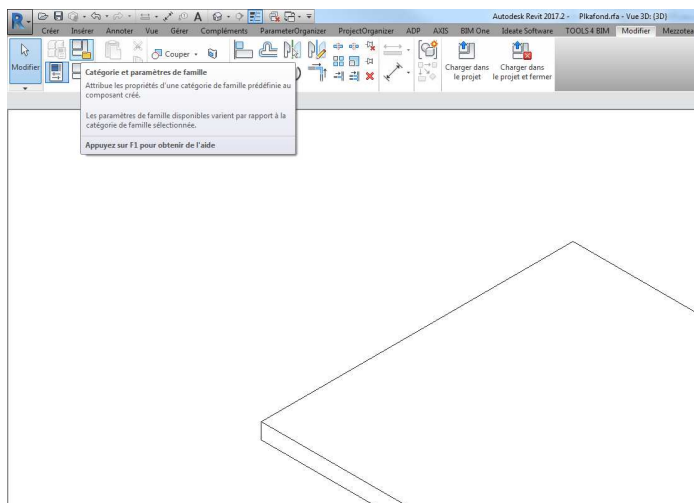 Autodesk Revit 2017.2 - Plkafond.rfa - Vue 3D: {3D}
Créer Insérer Annoter Vue Gérer Compléments ParameterOrganizer ProjectOrganizer ADP AXIS BIM One Ideate Software TOOLS 4 BIM Modifier Mezzotea
Modifier
Couper
Charger dans
le projet
Charger dans
le projet et fermer
Catégorie et paramètres de famille
Attribue les propriétés d'une catégorie de famille prédéfinie au
composant créé.
Les paramètres de famille disponibles varient par rapport à la
catégorie de famille sélectionnée.
Appuyez sur F1 pour obtenir de l'aide